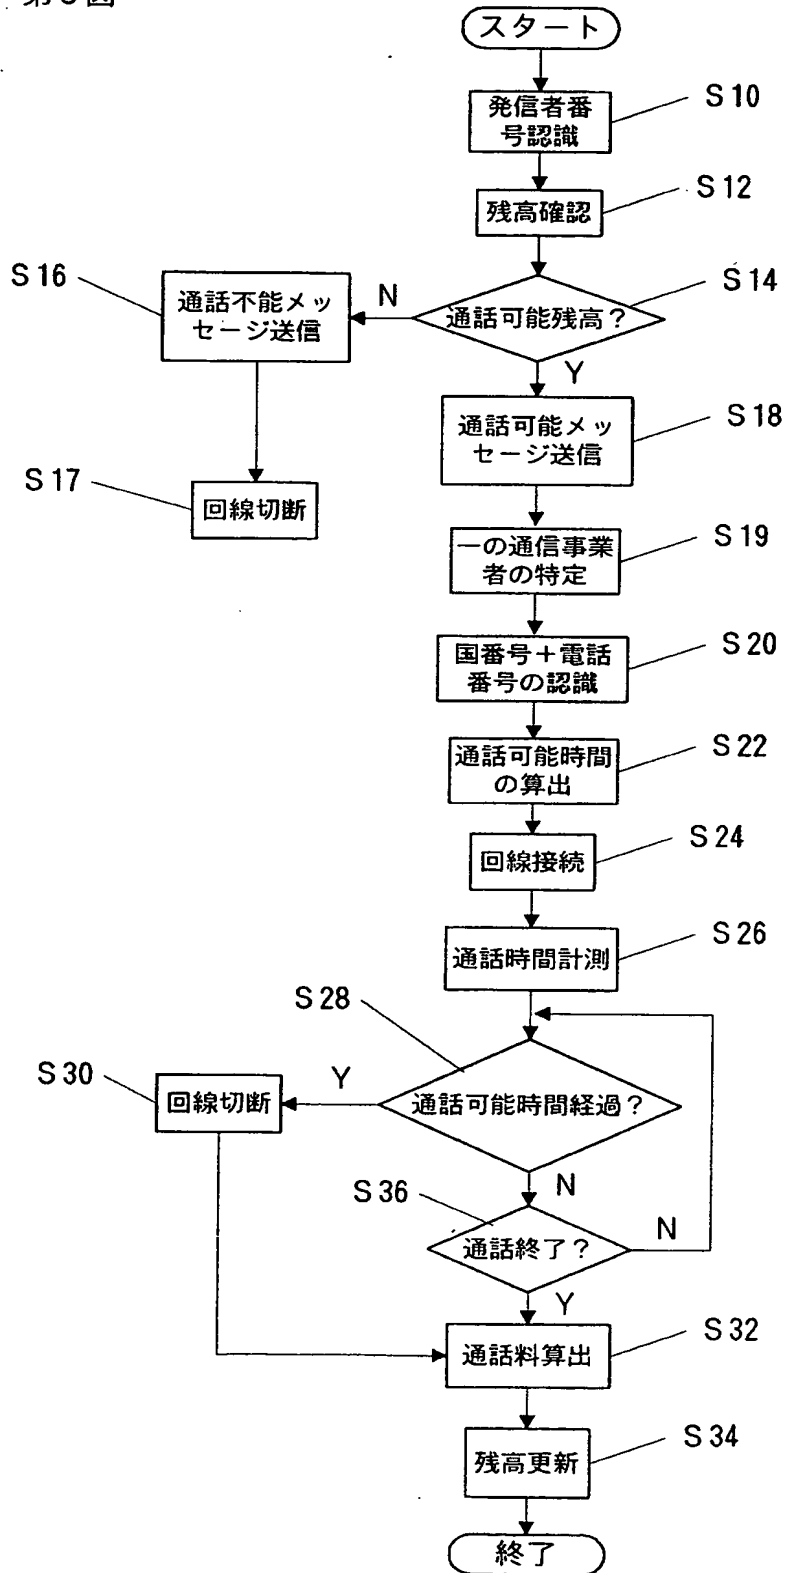 スタート
発信者番
号認識
S10
残高確認
S12
通話可能残高？
S14
N
Y
S16
通話不能メッ
セージ送信
S17
回線切断
通話可能メッ
セージ送信
S18
一の通信事業
者の特定
S19
国番号＋電話
番号の認識
S20
通話可能時間
の算出
S22
回線接続
S24
通話時間計測
S26
S28
通話可能時間経過？
Y
N
S30
回線切断
S36
通話終了？
N
Y
通話料算出
S32
残高更新
S34
終了